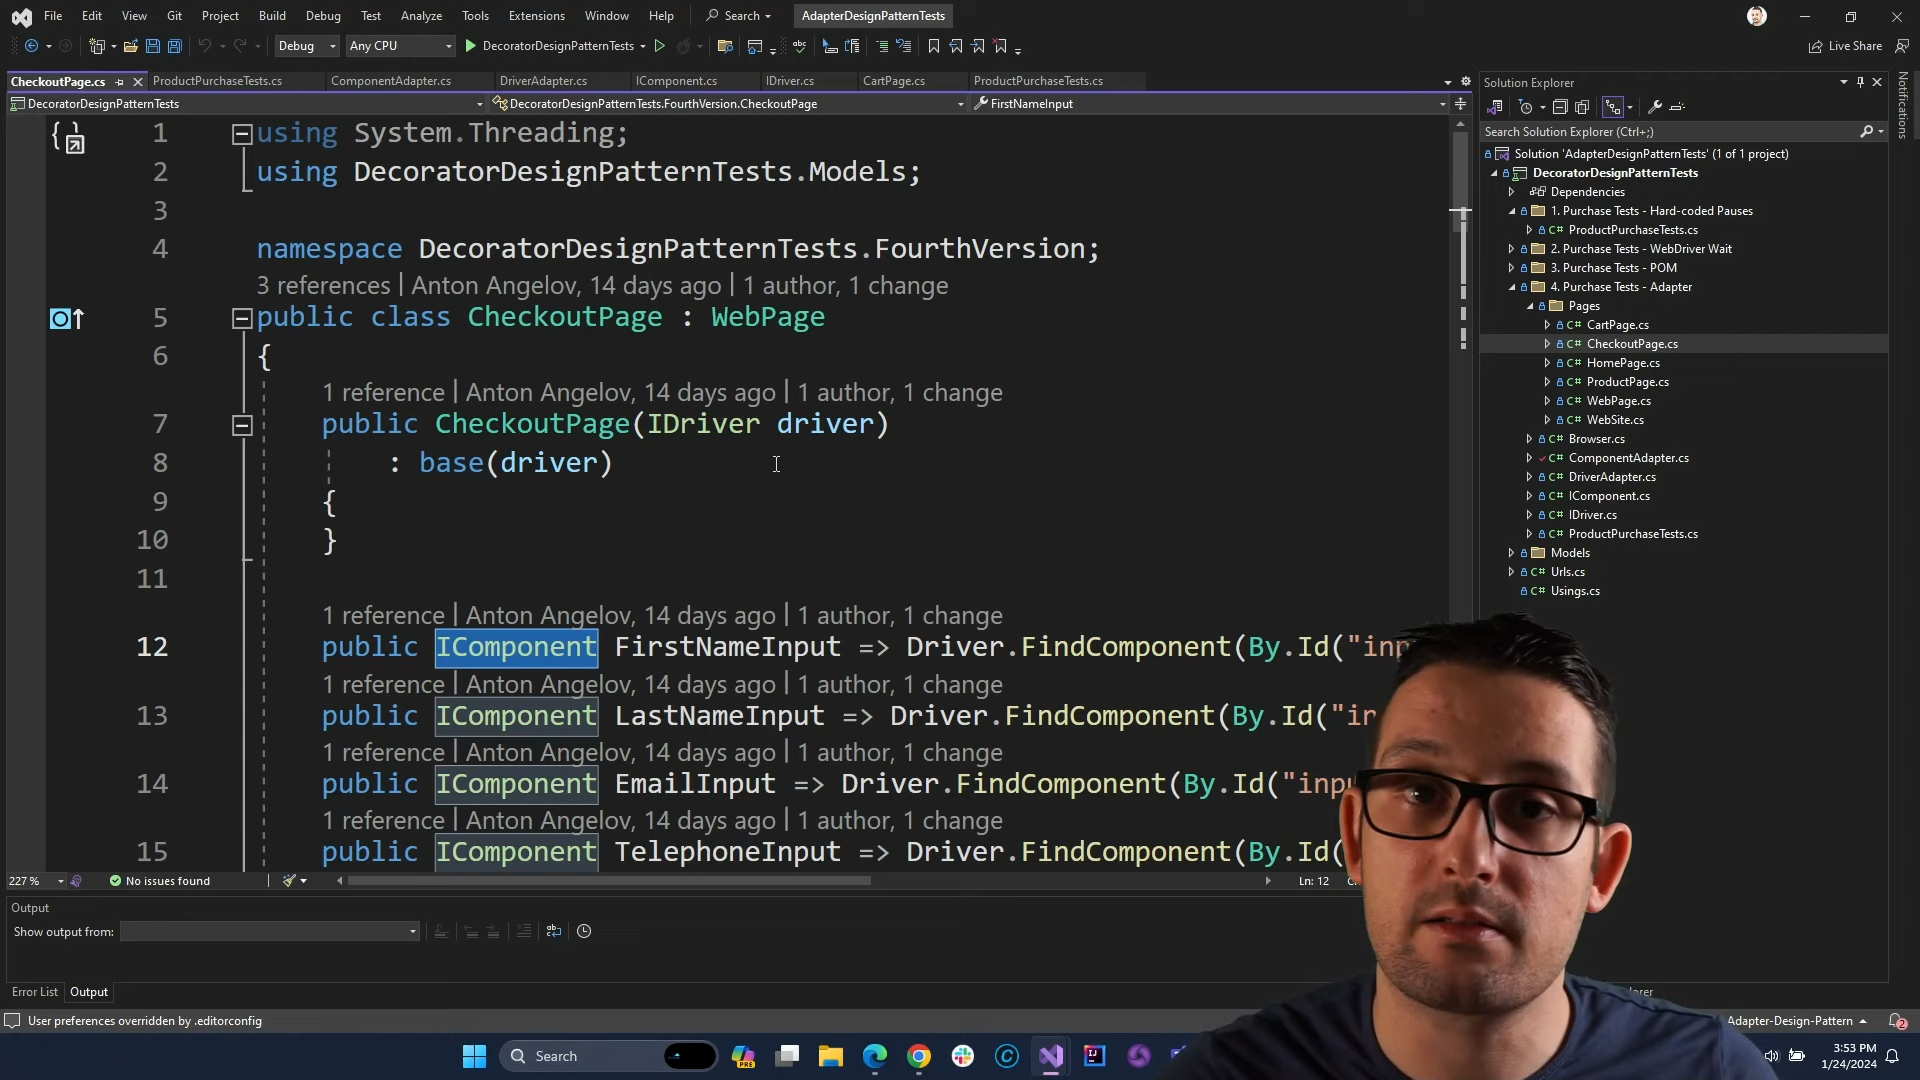 File Edit View Git Project Build Debug Test Analyze Tools Extensions Window Help Search AdapterDesignPatternTests
Debug Any CPU DecoratorDesignPatternTests Live Share
CheckoutPage.cs ProductPurchaseTests.cs ComponentAdapter.cs DriverAdapter.cs IComponent.cs IDriver.cs CartPage.cs ProductPurchaseTests.cs
DecoratorDesignPatternTests DecoratorDesignPatternTests.FourthVersion.CheckoutPage FirstNameInput
1 using System.Threading;
2 using DecoratorDesignPatternTests.Models;
3
4 namespace DecoratorDesignPatternTests.FourthVersion;
3 references | Anton Angelov, 14 days ago | 1 author, 1 change
5 public class CheckoutPage : WebPage
6 {
1 reference | Anton Angelov, 14 days ago | 1 author, 1 change
7 public CheckoutPage(IDriver driver)
8 : base(driver)
9 {
10 }
11
1 reference | Anton Angelov, 14 days ago | 1 author, 1 change
12 public IComponent FirstNameInput => Driver.FindComponent(By.Id("inp
1 reference | Anton Angelov, 14 days ago | 1 author, 1 change
13 public IComponent LastNameInput => Driver.FindComponent(By.Id("in
1 reference | Anton Angelov, 14 days ago | 1 author, 1 change
14 public IComponent EmailInput => Driver.FindComponent(By.Id("inpu
1 reference | Anton Angelov, 14 days ago | 1 author, 1 change
15 public IComponent TelephoneInput => Driver.FindComponent(By.Id(
227 % No issues found Ln: 12
Output
Show output from:
Error List Output
User preferences overridden by .editorconfig
Solution Explorer
Search Solution Explorer (Ctrl+;)
Solution 'AdapterDesignPatternTests' (1 of 1 project)
DecoratorDesignPatternTests
Dependencies
1. Purchase Tests - Hard-coded Pauses
C# ProductPurchaseTests.cs
2. Purchase Tests - WebDriver Wait
3. Purchase Tests - POM
4. Purchase Tests - Adapter
Pages
C# CartPage.cs
C# CheckoutPage.cs
C# HomePage.cs
C# ProductPage.cs
C# WebPage.cs
C# WebSite.cs
C# Browser.cs
C# ComponentAdapter.cs
C# DriverAdapter.cs
C# IComponent.cs
C# IDriver.cs
C# ProductPurchaseTests.cs
Models
C# Urls.cs
C# Usings.cs
Notifications
Adapter-Design-Pattern 2
Search PRE
3:53 PM
1/24/2024